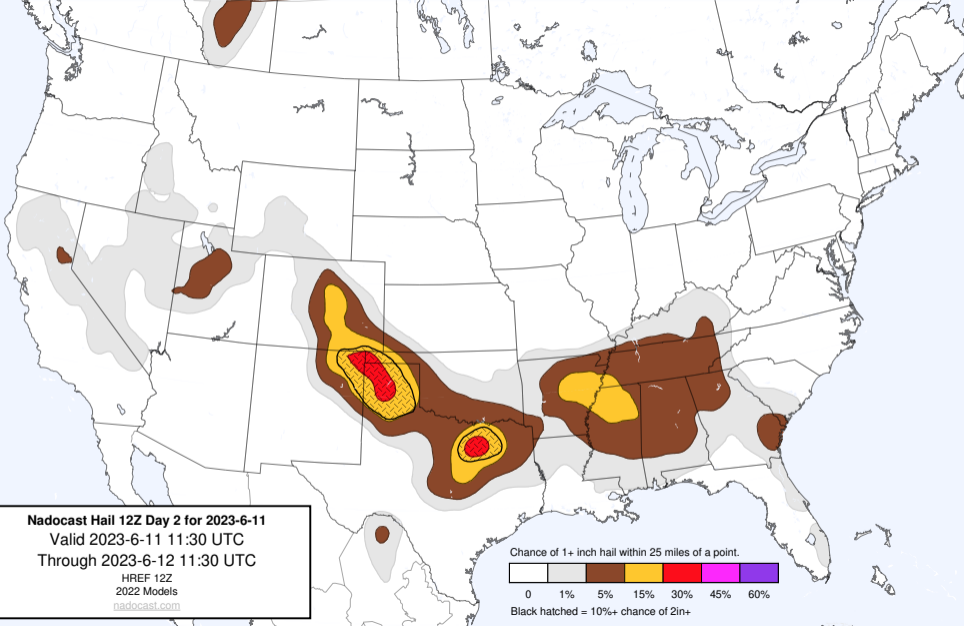 Nadocast Hail 12Z Day 2 for 2023-6-11
Valid 2023-6-11 11:30 UTC
Through 2023-6-12 11:30 UTC
HREF 12Z
2022 Models
nadocast.com
Chance of 1+ inch hail within 25 miles of a point.
0 1% 5% 15% 30% 45% 60%
Black hatched = 10%+ chance of 2in+